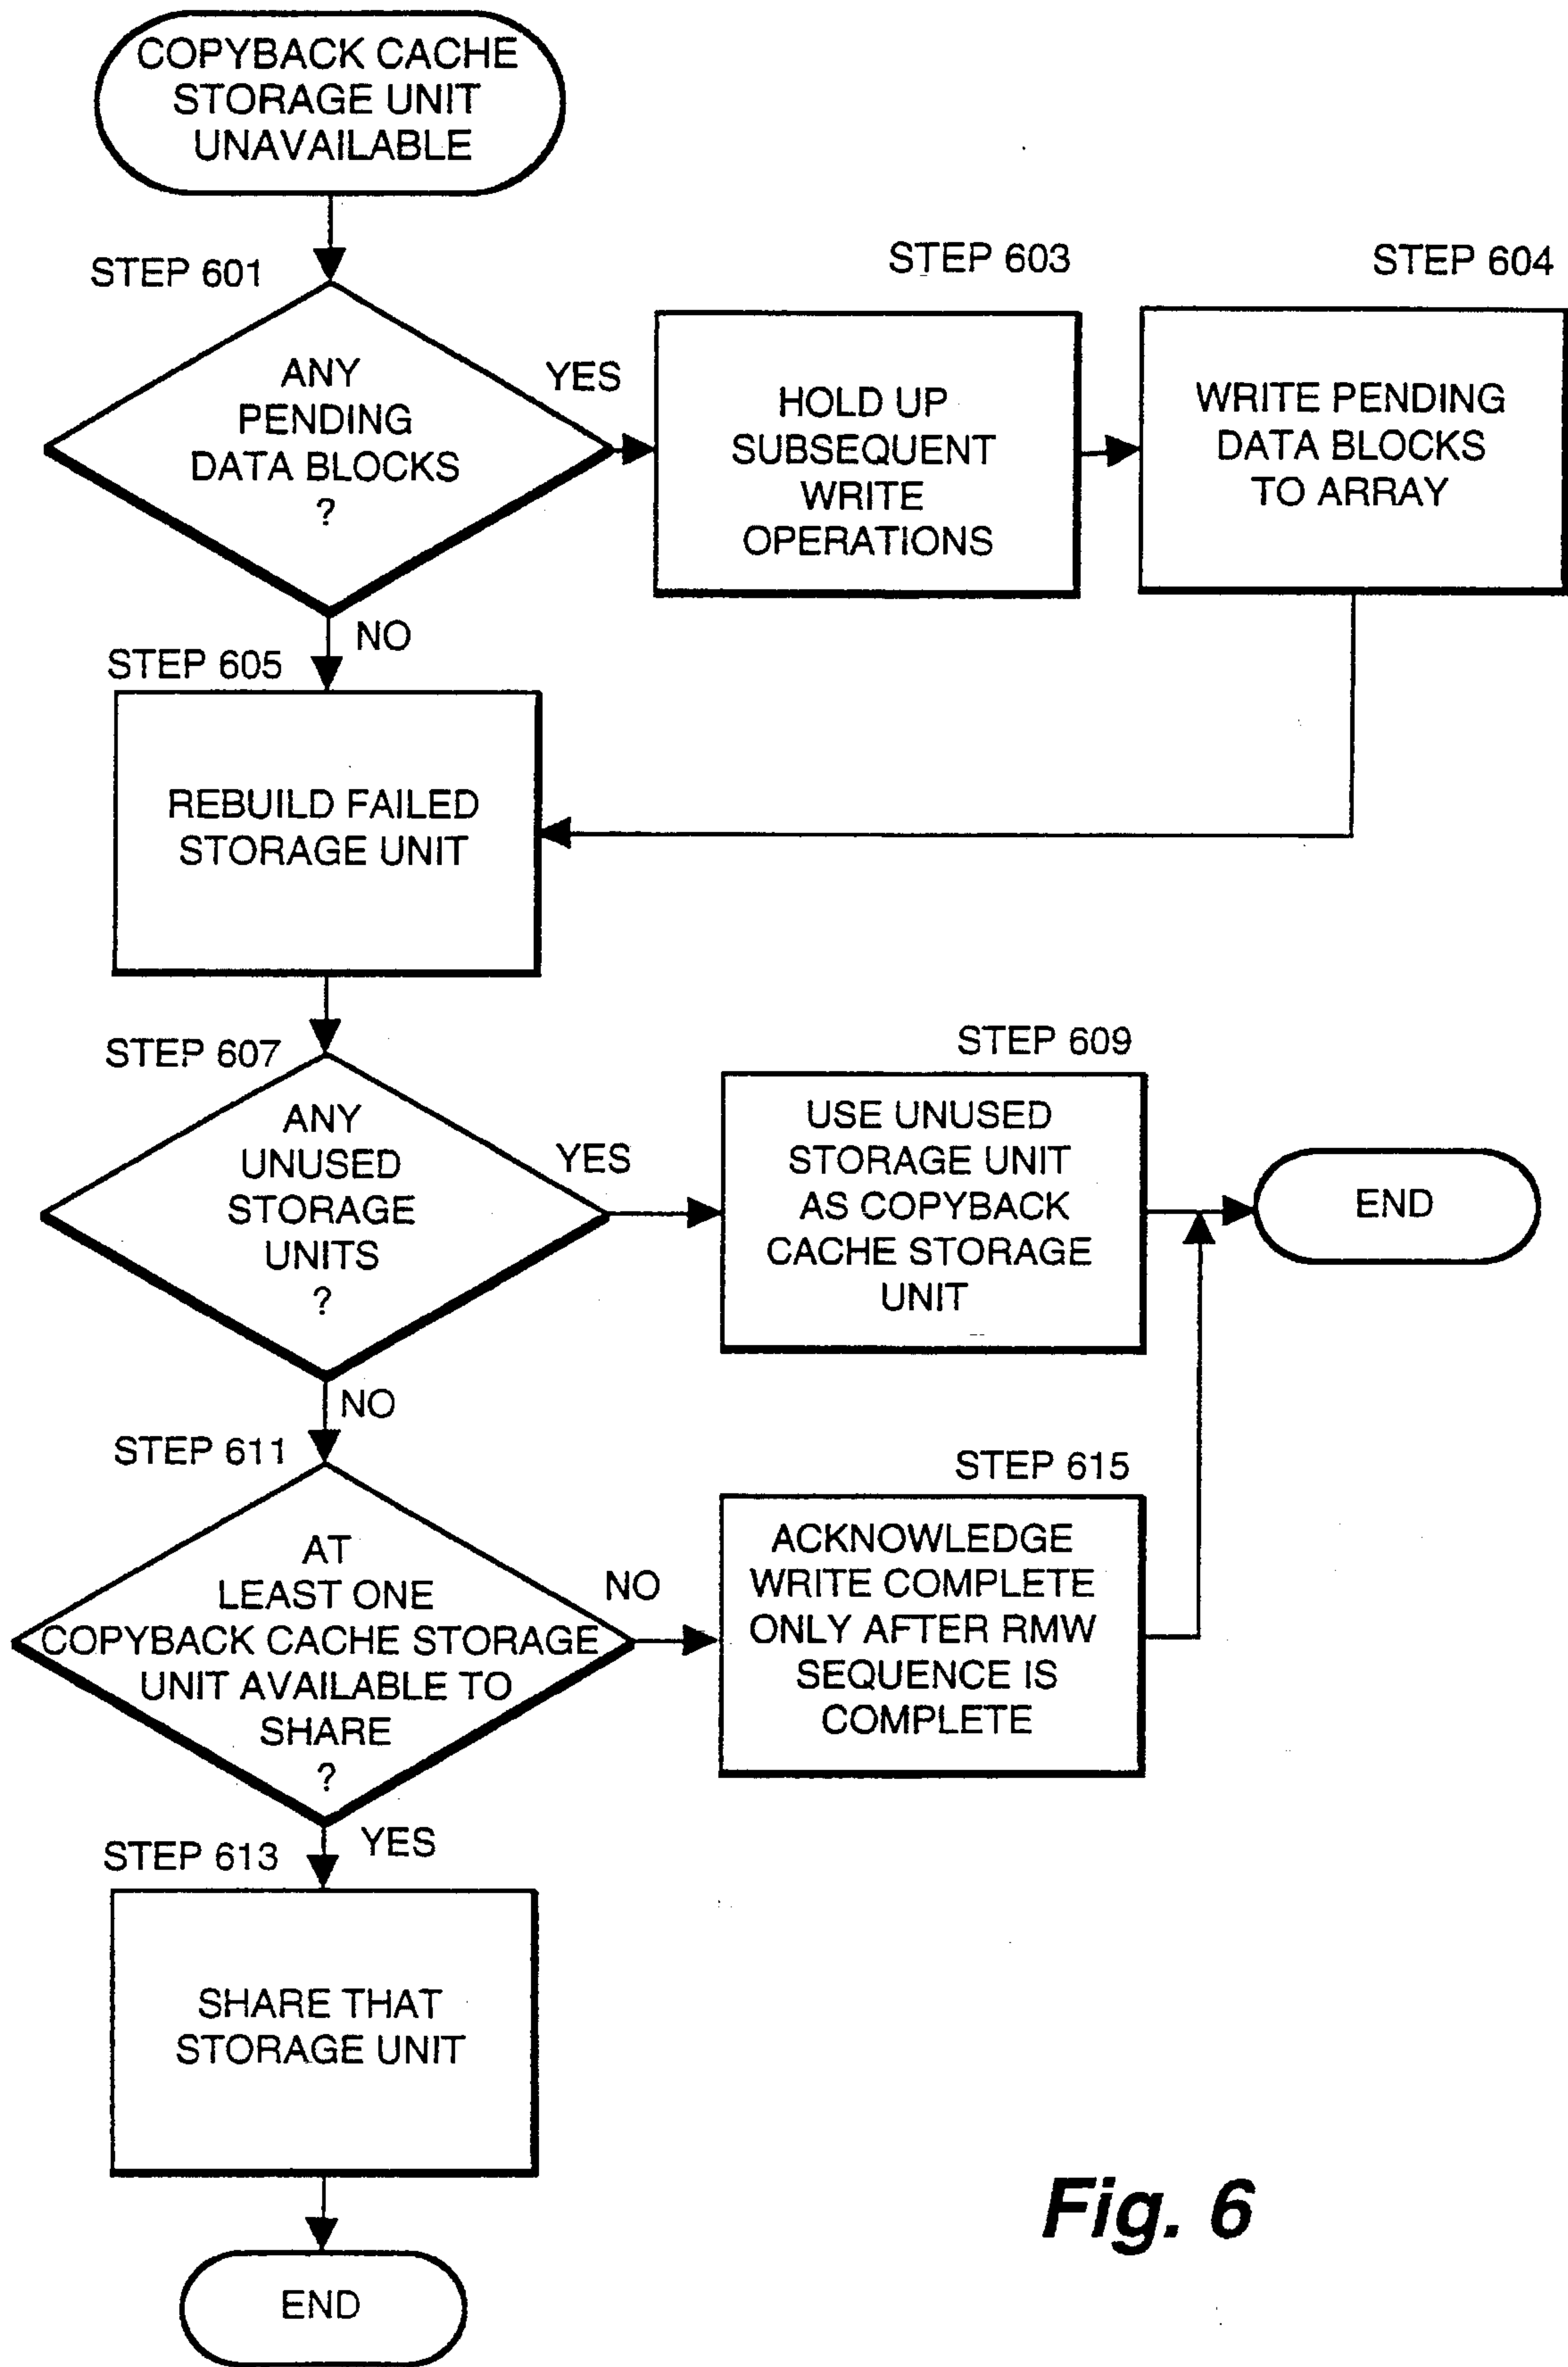 COPYBACK CACHE
STORAGE UNIT
UNAVAILABLE
STEP 601
ANY
PENDING
DATA BLOCKS
?
YES
NO
STEP 603
HOLD UP
SUBSEQUENT
WRITE
OPERATIONS
STEP 604
WRITE PENDING
DATA BLOCKS
TO ARRAY
STEP 605
REBUILD FAILED
STORAGE UNIT
STEP 607
ANY
UNUSED
STORAGE
UNITS
?
YES
NO
STEP 609
USE UNUSED
STORAGE UNIT
AS COPYBACK
CACHE STORAGE
UNIT
END
STEP 611
AT
LEAST ONE
COPYBACK CACHE STORAGE
UNIT AVAILABLE TO
SHARE
?
NO
YES
STEP 615
ACKNOWLEDGE
WRITE COMPLETE
ONLY AFTER RMW
SEQUENCE IS
COMPLETE
STEP 613
SHARE THAT
STORAGE UNIT
END
Fig. 6